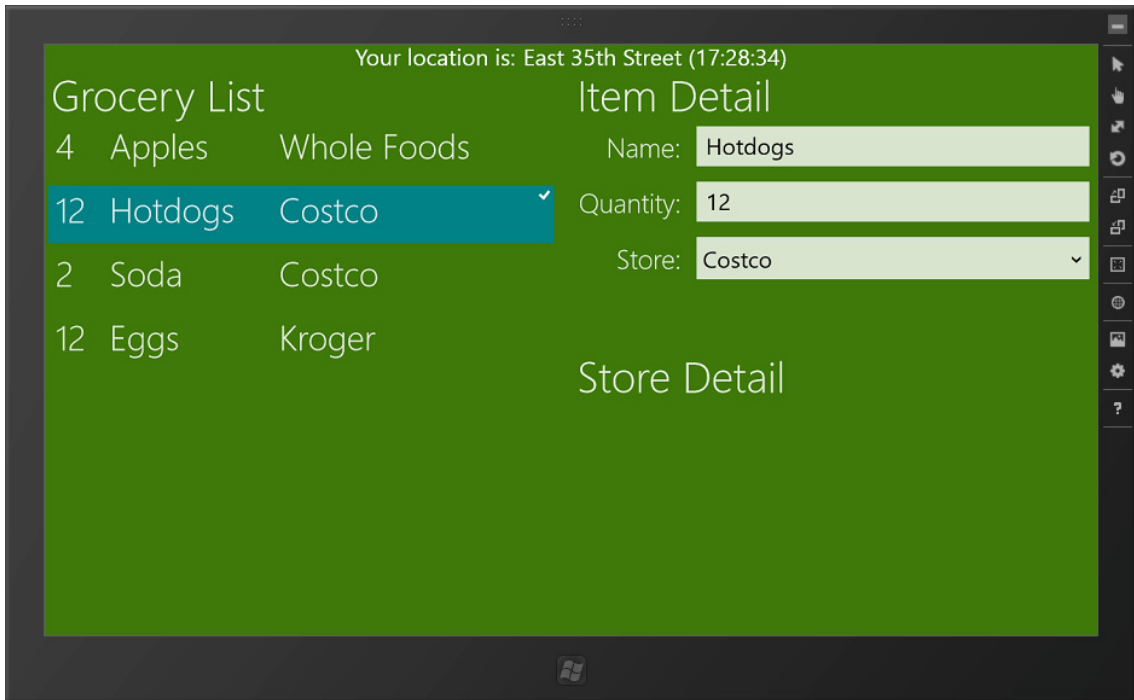 Your location is: East 35th Street (17:28:34)
Grocery List
4 Apples Whole Foods
12 Hotdogs Costco
2 Soda Costco
12 Eggs Kroger
Item Detail
Name: Hotdogs
Quantity: 12
Store: Costco
Store Detail
?